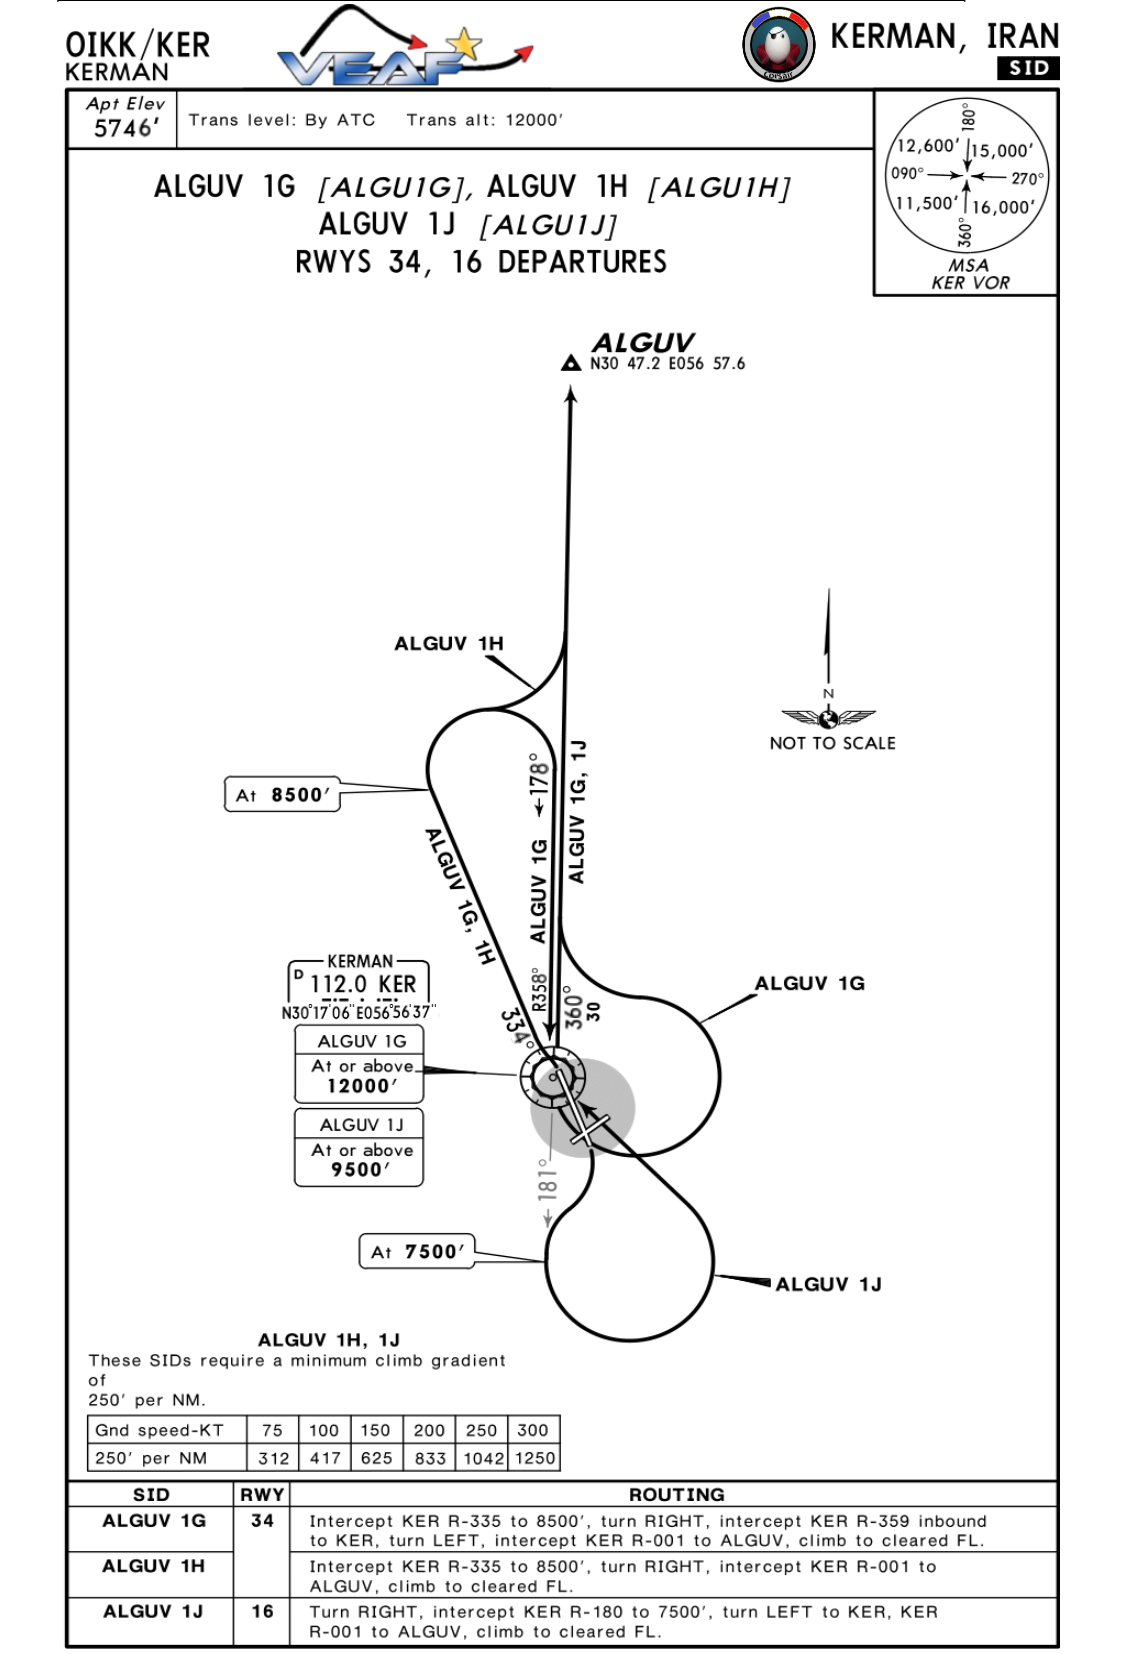 OIKK/KER
KERMAN
VEAF
Corsair
KERMAN, IRAN
SID
Apt Elev
5746'
Trans level: By ATC Trans alt: 12000'
180°
12,600' 15,000'
090° 270°
11,500' 16,000'
360°
MSA
KER VOR
ALGUV 1G [ALGU1G], ALGUV 1H [ALGU1H]
ALGUV 1J [ALGU1J]
RWYS 34, 16 DEPARTURES
ALGUV
N30 47.2 E056 57.6
ALGUV 1H
N
NOT TO SCALE
At 8500'
178°
ALGUV 1G, 1J
ALGUV 1G
ALGUV 1G, 1H
R358°
360°
30
334°
KERMAN
D 112.0 KER
N30°17'06"E056°56'37"
ALGUV 1G
ALGUV 1G
At or above
12000'
ALGUV 1J
At or above
9500'
181°
At 7500'
ALGUV 1J
ALGUV 1H, 1J
These SIDs require a minimum climb gradient
of
250' per NM.
Gnd speed-KT 75 100 150 200 250 300
250' per NM 312 417 625 833 1042 1250
SID RWY ROUTING
ALGUV 1G 34 Intercept KER R-335 to 8500', turn RIGHT, intercept KER R-359 inbound
to KER, turn LEFT, intercept KER R-001 to ALGUV, climb to cleared FL.
ALGUV 1H Intercept KER R-335 to 8500', turn RIGHT, intercept KER R-001 to
ALGUV, climb to cleared FL.
ALGUV 1J 16 Turn RIGHT, intercept KER R-180 to 7500', turn LEFT to KER, KER
R-001 to ALGUV, climb to cleared FL.